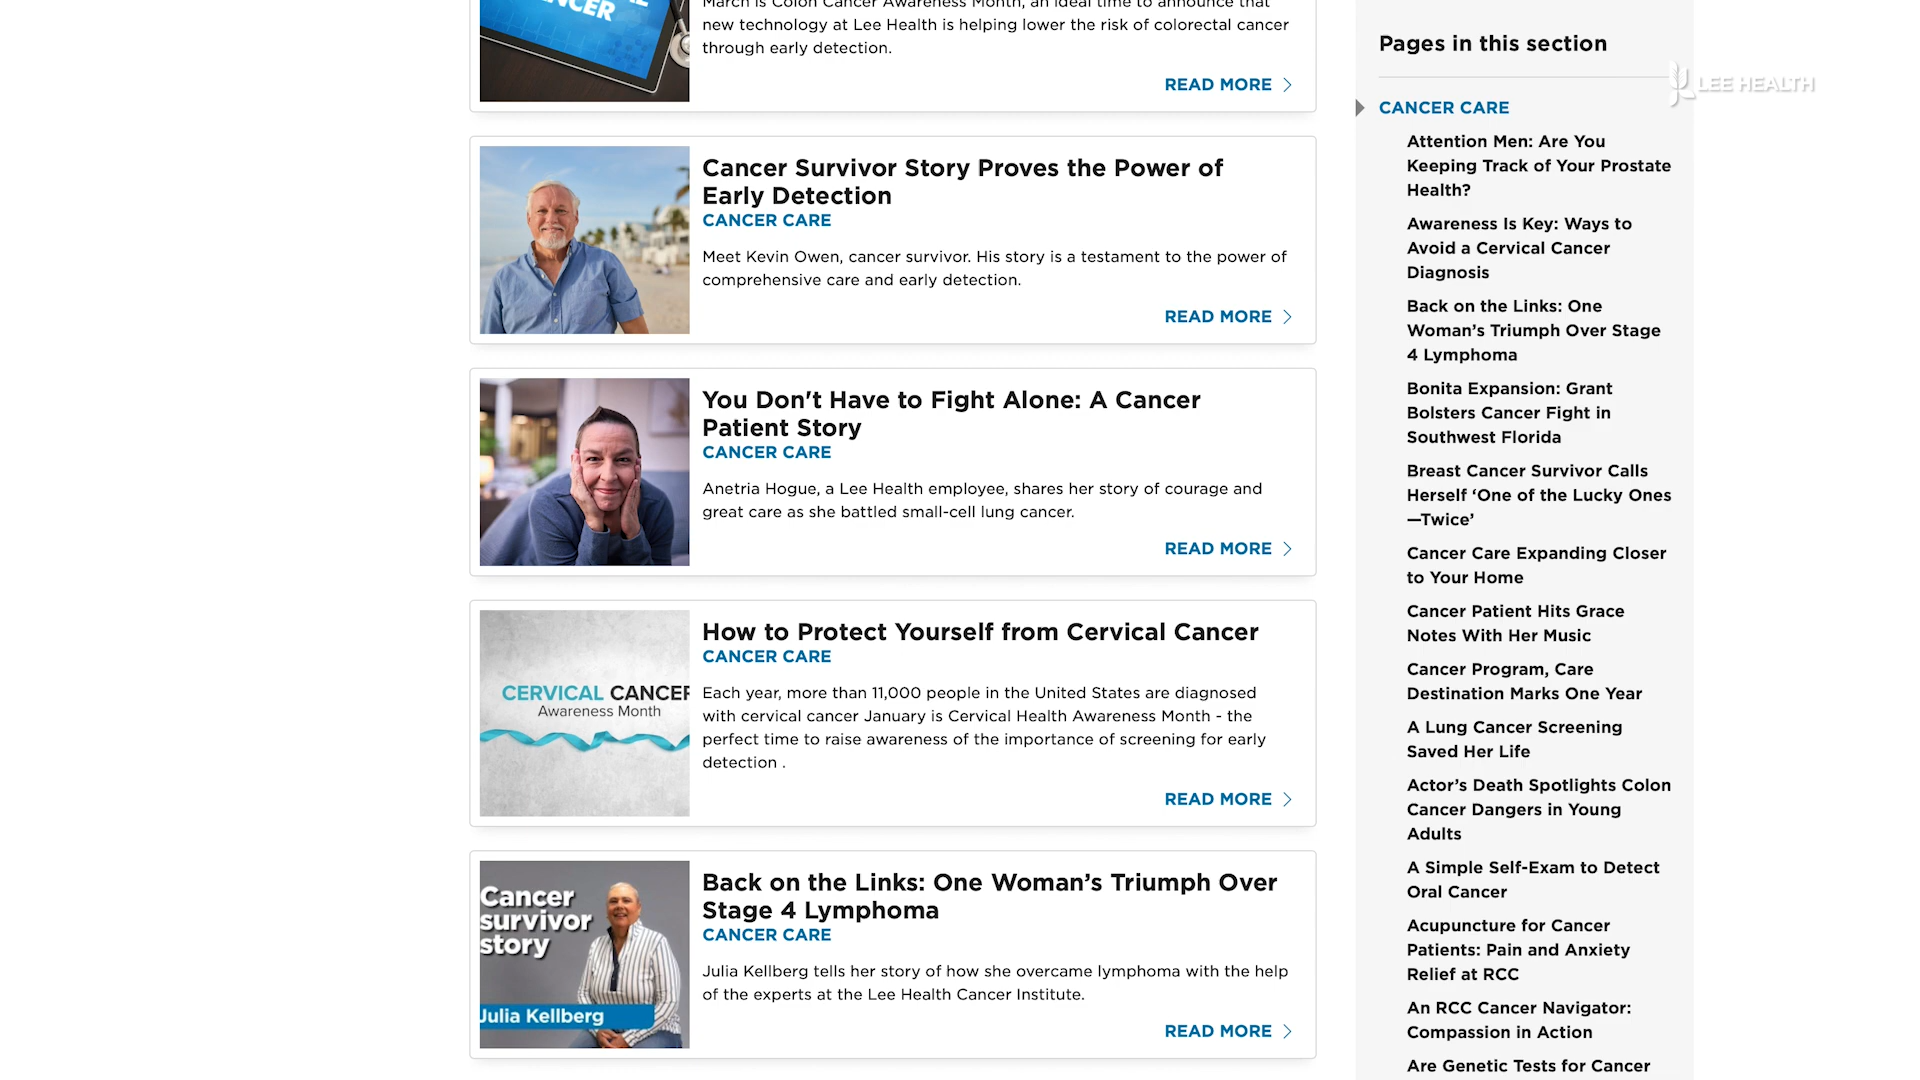 CANCER
March is Colon Cancer Awareness Month, an ideal time to announce that
new technology at Lee Health is helping lower the risk of colorectal cancer
through early detection.
READ MORE
Cancer Survivor Story Proves the Power of
Early Detection
CANCER CARE
Meet Kevin Owen, cancer survivor. His story is a testament to the power of
comprehensive care and early detection.
READ MORE
You Don't Have to Fight Alone: A Cancer
Patient Story
CANCER CARE
Anetria Hogue, a Lee Health employee, shares her story of courage and
great care as she battled small-cell lung cancer.
READ MORE
CERVICAL CANCER
Awareness Month
How to Protect Yourself from Cervical Cancer
CANCER CARE
Each year, more than 11,000 people in the United States are diagnosed
with cervical cancer January is Cervical Health Awareness Month - the
perfect time to raise awareness of the importance of screening for early
detection .
READ MORE
Cancer
survivor
story
Julia Kellberg
Back on the Links: One Woman’s Triumph Over
Stage 4 Lymphoma
CANCER CARE
Julia Kellberg tells her story of how she overcame lymphoma with the help
of the experts at the Lee Health Cancer Institute.
READ MORE
Pages in this section
LEE HEALTH
CANCER CARE
Attention Men: Are You
Keeping Track of Your Prostate
Health?
Awareness Is Key: Ways to
Avoid a Cervical Cancer
Diagnosis
Back on the Links: One
Woman’s Triumph Over Stage
4 Lymphoma
Bonita Expansion: Grant
Bolsters Cancer Fight in
Southwest Florida
Breast Cancer Survivor Calls
Herself ‘One of the Lucky Ones
—Twice’
Cancer Care Expanding Closer
to Your Home
Cancer Patient Hits Grace
Notes With Her Music
Cancer Program, Care
Destination Marks One Year
A Lung Cancer Screening
Saved Her Life
Actor’s Death Spotlights Colon
Cancer Dangers in Young
Adults
A Simple Self-Exam to Detect
Oral Cancer
Acupuncture for Cancer
Patients: Pain and Anxiety
Relief at RCC
An RCC Cancer Navigator:
Compassion in Action
Are Genetic Tests for Cancer